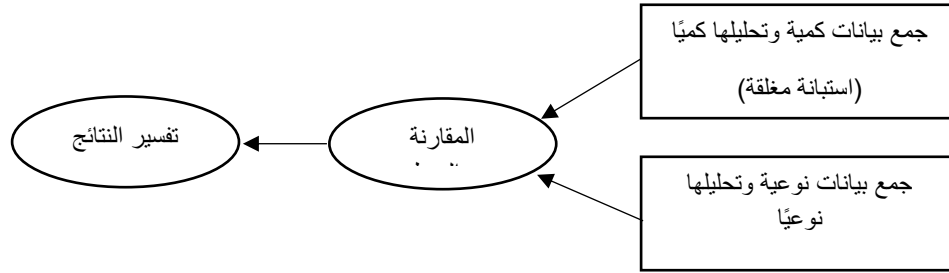 جمع بيانات كمية وتحليلها كميًا
(استبانة مغلقة)
المقارنة
تفسير النتائج
جمع بيانات نوعية وتحليلها
نوعيًا